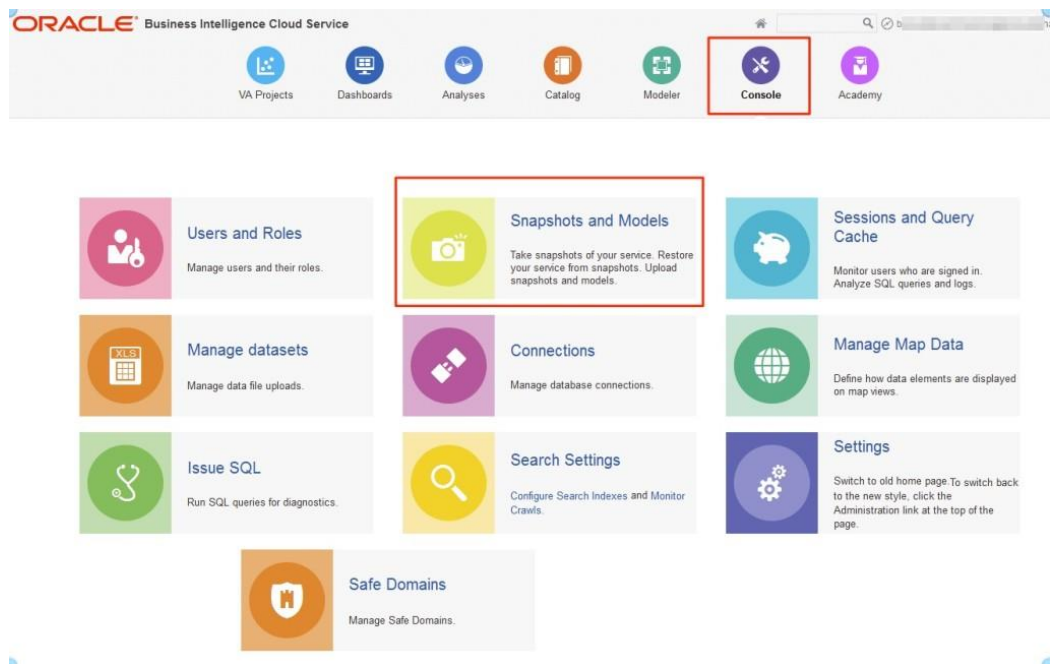 ORACLE® Business Intelligence Cloud Service
VA Projects
Dashboards
Analyses
Catalog
Modeler
Console
Academy
Users and Roles
Manage users and their roles.
Snapshots and Models
Take snapshots of your service. Restore
your service from snapshots. Upload
snapshots and models.
Sessions and Query
Cache
Monitor users who are signed in.
Analyze SQL queries and logs.
XLS
Manage datasets
Manage data file uploads.
Connections
Manage database connections.
Manage Map Data
Define how data elements are displayed
on map views.
Issue SQL
Run SQL queries for diagnostics.
Search Settings
Configure Search Indexes and Monitor
Crawls.
Settings
Switch to old home page.To switch back
to the new style, click the
Administration link at the top of the
page.
Safe Domains
Manage Safe Domains.